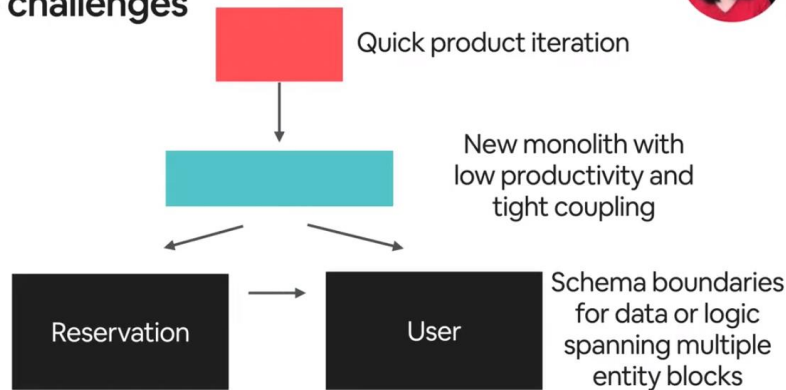 challenges
Quick product iteration
New monolith with
low productivity and
tight coupling
Reservation
User
Schema boundaries
for data or logic
spanning multiple
entity blocks